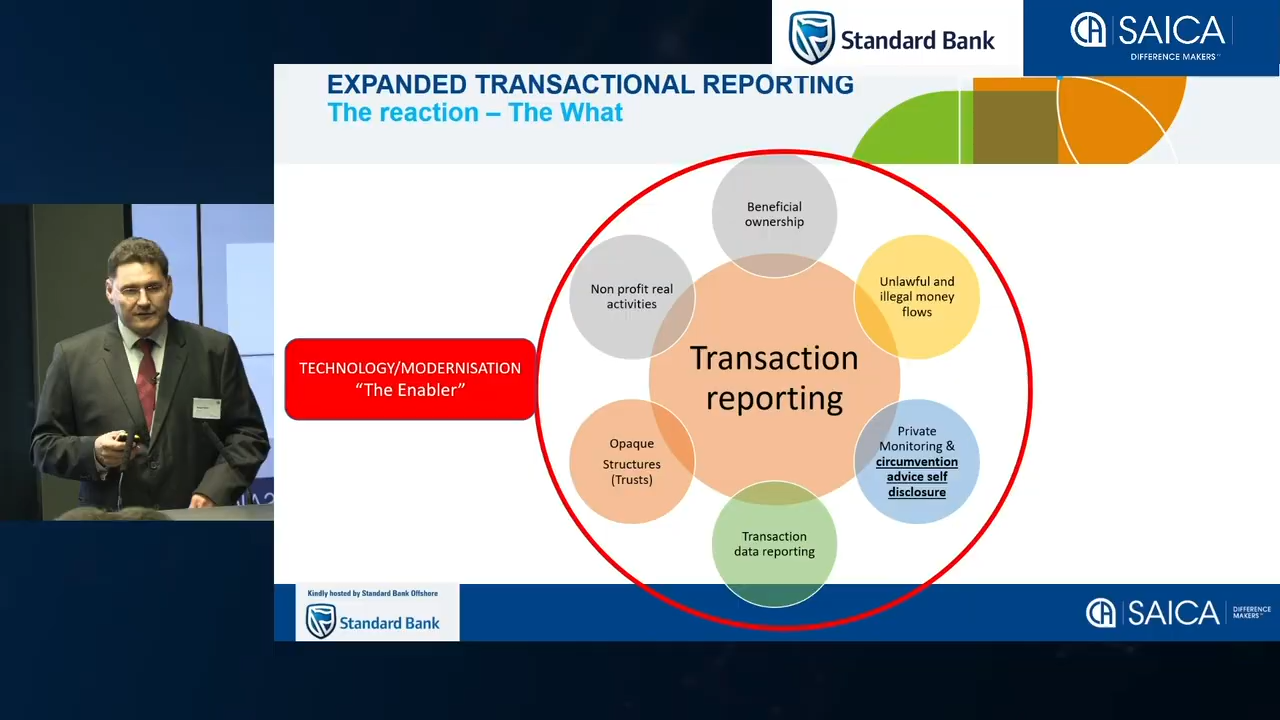 Standard Bank
CA SAICA
DIFFERENCE MAKERS
EXPANDED TRANSACTIONAL REPORTING
The reaction – The What
Beneficial
ownership
Non profit real
activities
Unlawful and
illegal money
flows
TECHNOLOGY/MODERNISATION
“The Enabler”
Transaction
reporting
Opaque
Structures
(Trusts)
Private
Monitoring &
circumvention
advice self
disclosure
Transaction
data reporting
Kindly hosted by Standard Bank Offshore
Standard Bank
CA SAICA
DIFFERENCE
MAKERS